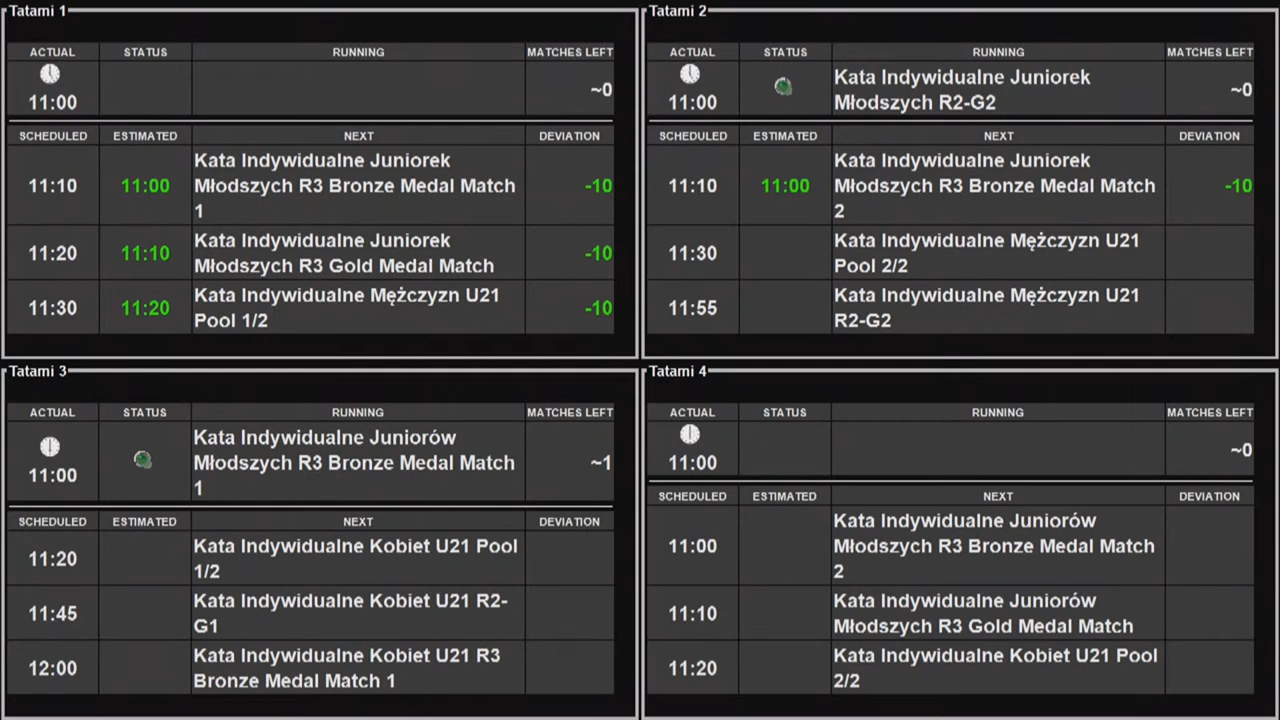 Tatami 1
ACTUAL STATUS RUNNING MATCHES LEFT
11:00 ~0
SCHEDULED ESTIMATED NEXT DEVIATION
11:10 11:00 Kata Indywidualne Juniorek
Młodszych R3 Bronze Medal Match
1 -10
11:20 11:10 Kata Indywidualne Juniorek
Młodszych R3 Gold Medal Match -10
11:30 11:20 Kata Indywidualne Mężczyzn U21
Pool 1/2 -10
Tatami 2
ACTUAL STATUS RUNNING MATCHES LEFT
11:00 Kata Indywidualne Juniorek
Młodszych R2-G2 ~0
SCHEDULED ESTIMATED NEXT DEVIATION
11:10 11:00 Kata Indywidualne Juniorek
Młodszych R3 Bronze Medal Match
2 -10
11:30 Kata Indywidualne Mężczyzn U21
Pool 2/2
11:55 Kata Indywidualne Mężczyzn U21
R2-G2
Tatami 3
ACTUAL STATUS RUNNING MATCHES LEFT
11:00 Kata Indywidualne Juniorów
Młodszych R3 Bronze Medal Match
1 ~1
SCHEDULED ESTIMATED NEXT DEVIATION
11:20 Kata Indywidualne Kobiet U21 Pool
1/2
11:45 Kata Indywidualne Kobiet U21 R2-
G1
12:00 Kata Indywidualne Kobiet U21 R3
Bronze Medal Match 1
Tatami 4
ACTUAL STATUS RUNNING MATCHES LEFT
11:00 ~0
SCHEDULED ESTIMATED NEXT DEVIATION
11:00 Kata Indywidualne Juniorów
Młodszych R3 Bronze Medal Match
2
11:10 Kata Indywidualne Juniorów
Młodszych R3 Gold Medal Match
11:20 Kata Indywidualne Kobiet U21 Pool
2/2